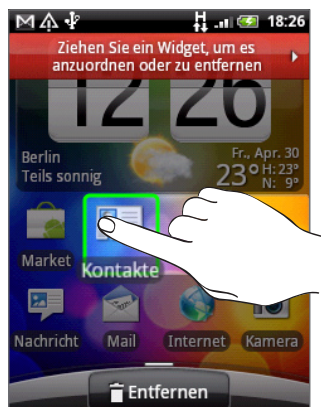 18:26
Ziehen Sie ein Widget, um es
anzuordnen oder zu entfernen
12 26
Berlin
Teils sonnig
Fr., Apr. 30
23° H: 23°
N: 9°
Market
Kontakte
Nachricht Mail Internet Kamera
Entfernen